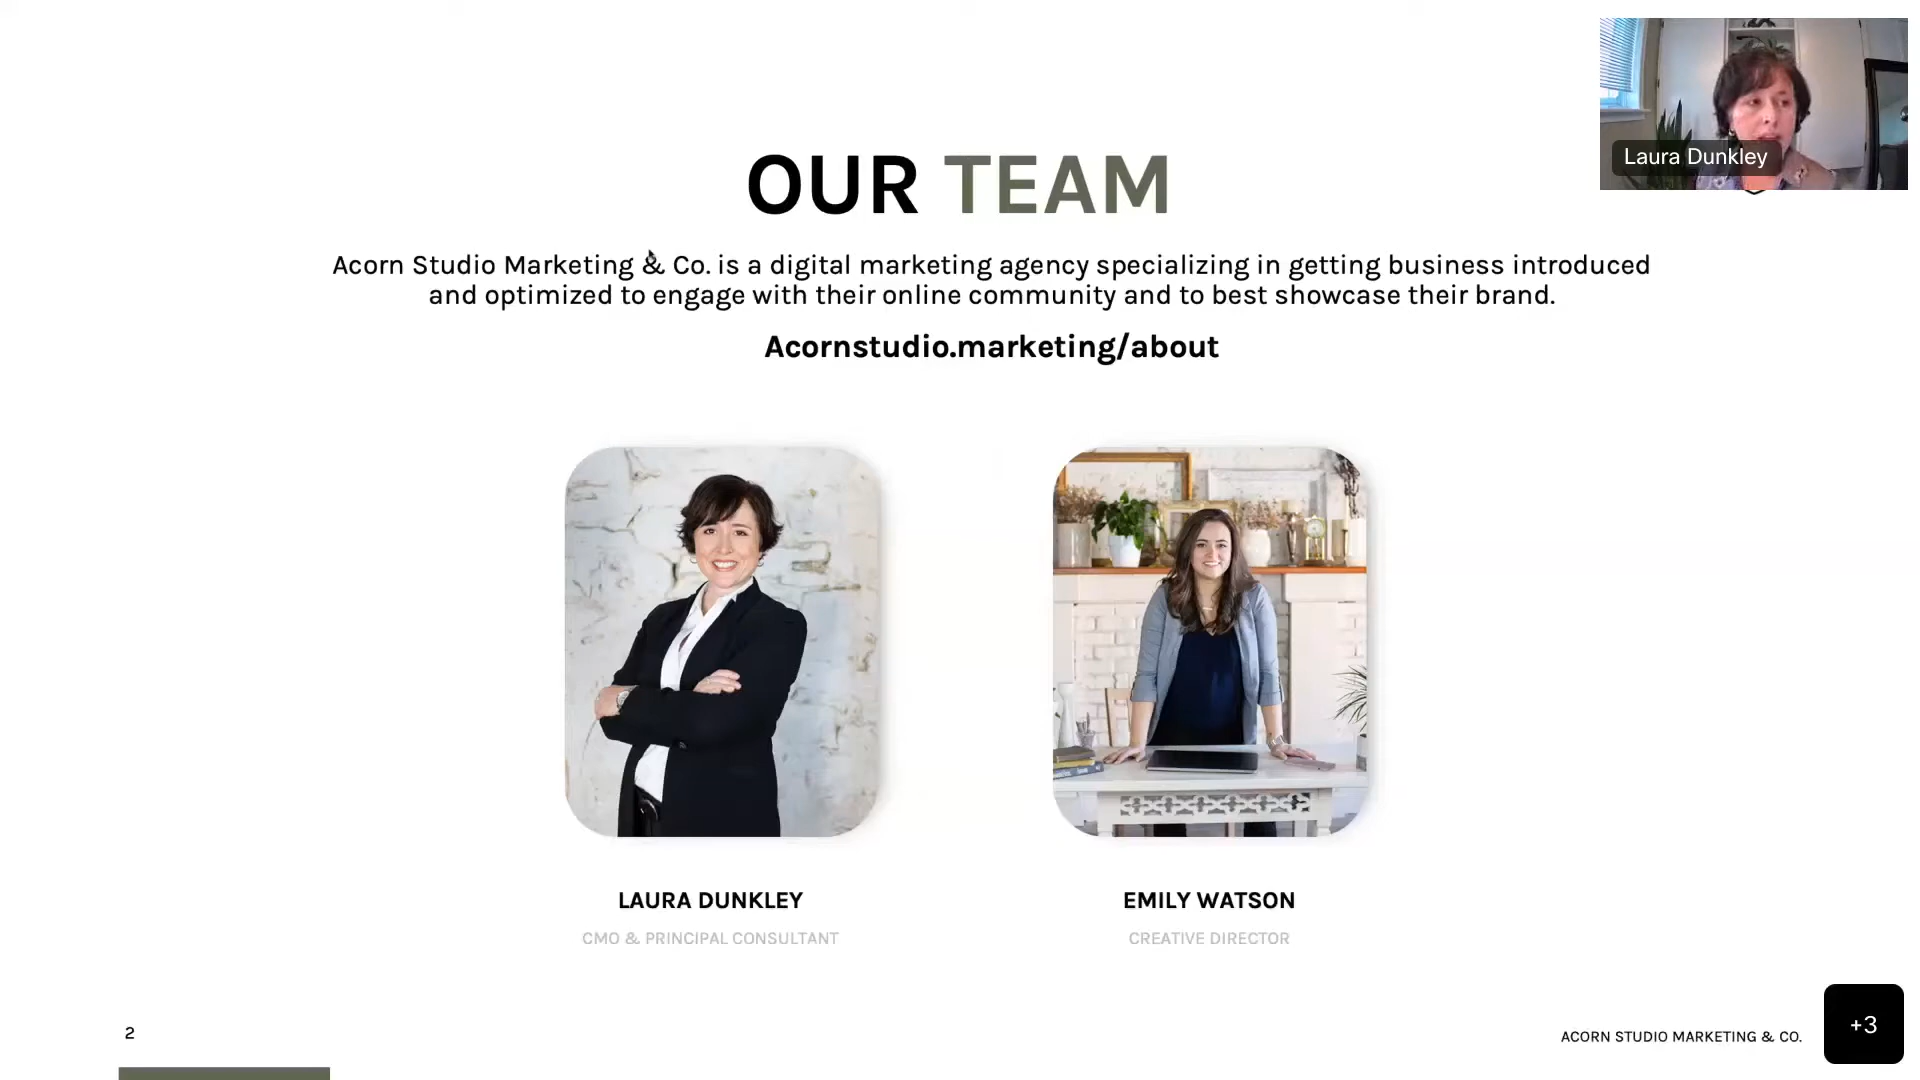 Laura Dunkley
OUR TEAM
Acorn Studio Marketing & Co. is a digital marketing agency specializing in getting business introduced
and optimized to engage with their online community and to best showcase their brand.
Acornstudio.marketing/about
LAURA DUNKLEY
CMO & PRINCIPAL CONSULTANT
EMILY WATSON
CREATIVE DIRECTOR
2
ACORN STUDIO MARKETING & CO.
+3